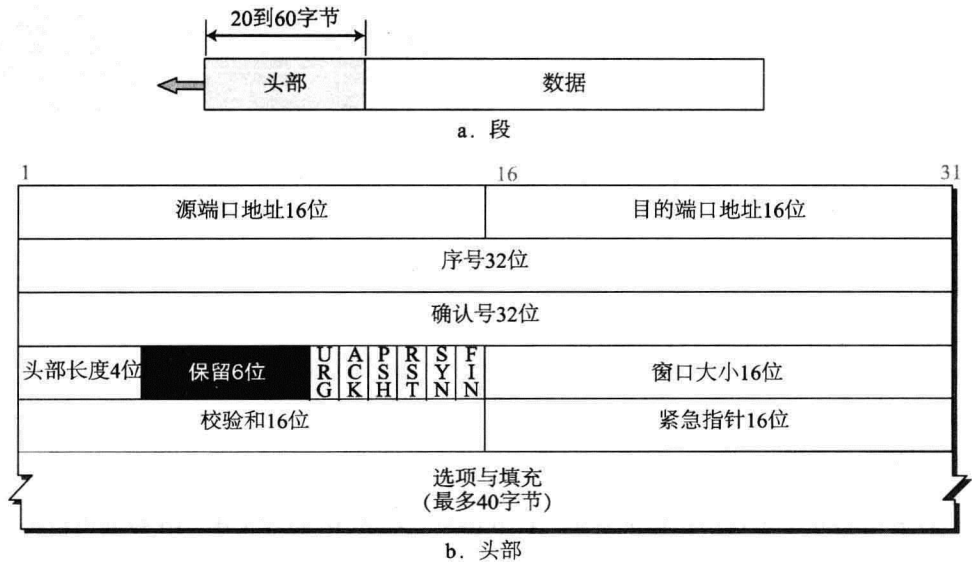 20到60字节
头部 数据
a. 段
1 16 31
源端口地址16位 目的端口地址16位
序号32位
确认号32位
头部长度4位 保留6位 URG ACK PSH RST SYN FIN 窗口大小16位
校验和16位 紧急指针16位
选项与填充
(最多40字节)
b. 头部